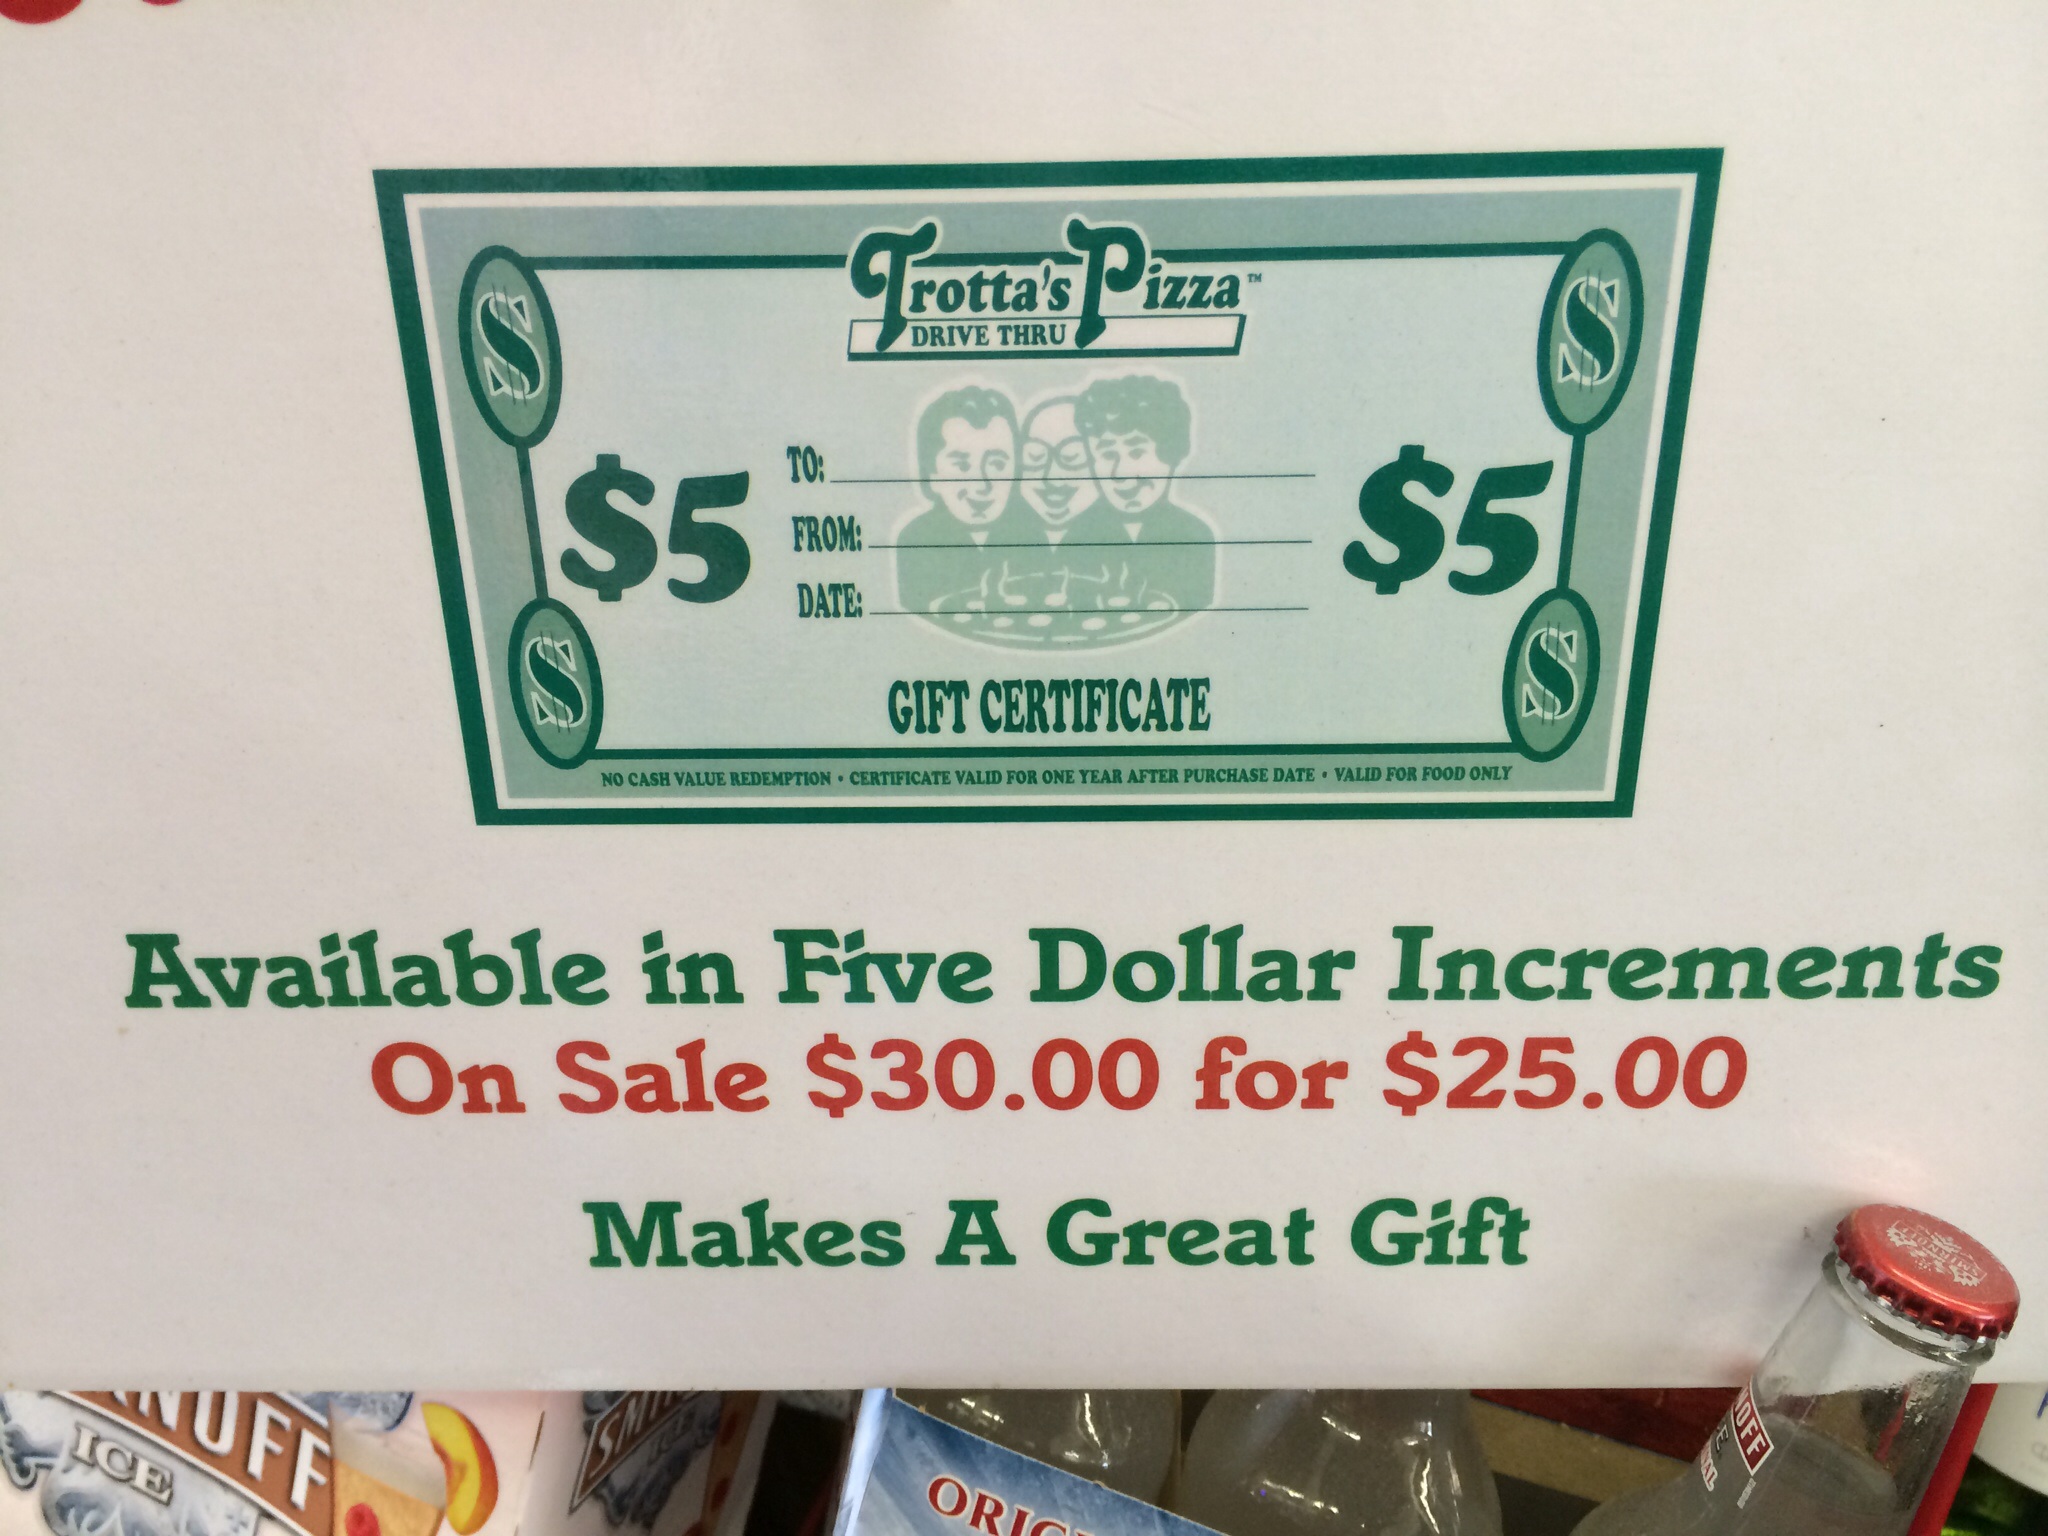 Trotta's Pizza™
DRIVE THRU
$ $
$5 TO: $5
FROM:
DATE:
$ $
GIFT CERTIFICATE
NO CASH VALUE REDEMPTION • CERTIFICATE VALID FOR ONE YEAR AFTER PURCHASE DATE • VALID FOR FOOD ONLY
Available in Five Dollar Increments
On Sale $30.00 for $25.00
Makes A Great Gift
SMIRNOFF
ICE